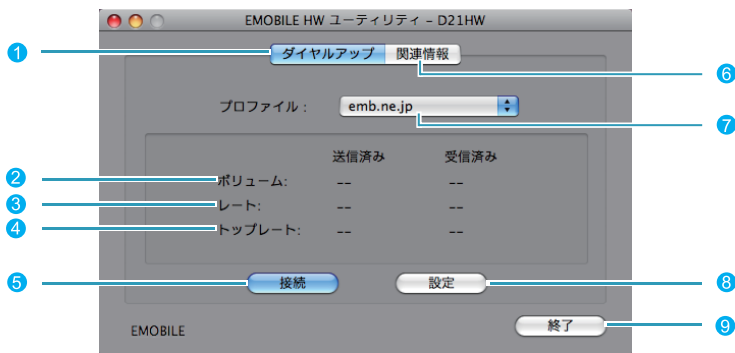 EMOBILE HW ユーティリティ – D21HW
1
ダイヤルアップ 関連情報
6
プロファイル : emb.ne.jp
7
送信済み 受信済み
2 ボリューム: -- --
3 レート: -- --
4 トップレート: -- --
5 接続 設定 8
EMOBILE 終了 9